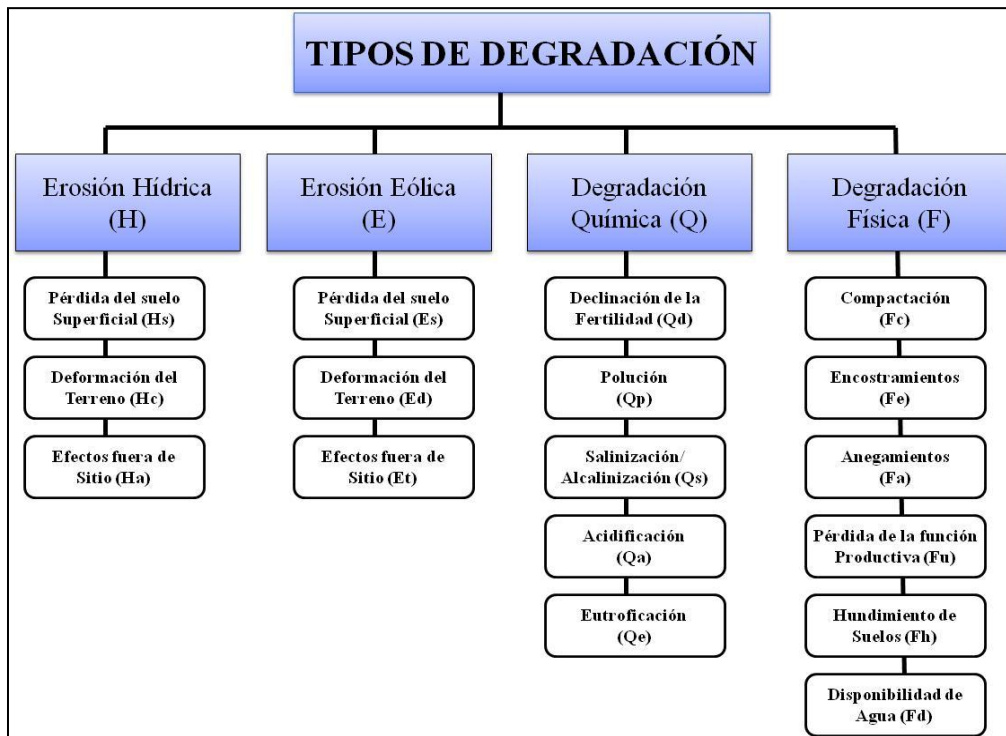 TIPOS DE DEGRADACIÓN
Erosión Hídrica
(H)
Pérdida del suelo
Superficial (Hs)
Deformación del
Terreno (Hc)
Efectos fuera de
Sitio (Ha)
Erosión Eólica
(E)
Pérdida del suelo
Superficial (Es)
Deformación del
Terreno (Ed)
Efectos fuera de
Sitio (Et)
Degradación
Química (Q)
Declinación de la
Fertilidad (Qd)
Polución
(Qp)
Salinización/
Alcalinización (Qs)
Acidificación
(Qa)
Eutroficación
(Qe)
Degradación
Física (F)
Compactación
(Fc)
Encostramientos
(Fe)
Anegamientos
(Fa)
Pérdida de la función
Productiva (Fu)
Hundimiento de
Suelos (Fh)
Disponibilidad de
Agua (Fd)